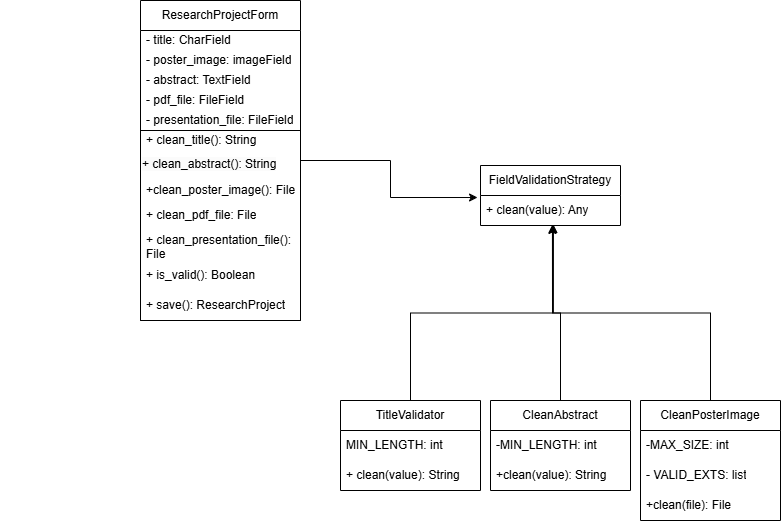 ResearchProjectForm
- title: CharField
- poster_image: imageField
- abstract: TextField
- pdf_file: FileField
- presentation_file: FileField
+ clean_title(): String
+ clean_abstract(): String
+clean_poster_image(): File
+ clean_pdf_file: File
+ clean_presentation_file():
File
+ is_valid(): Boolean
+ save(): ResearchProject
FieldValidationStrategy
+ clean(value): Any
TitleValidator
MIN_LENGTH: int
+ clean(value): String
CleanAbstract
-MIN_LENGTH: int
+clean(value): String
CleanPosterImage
-MAX_SIZE: int
- VALID_EXTS: list
+clean(file): File